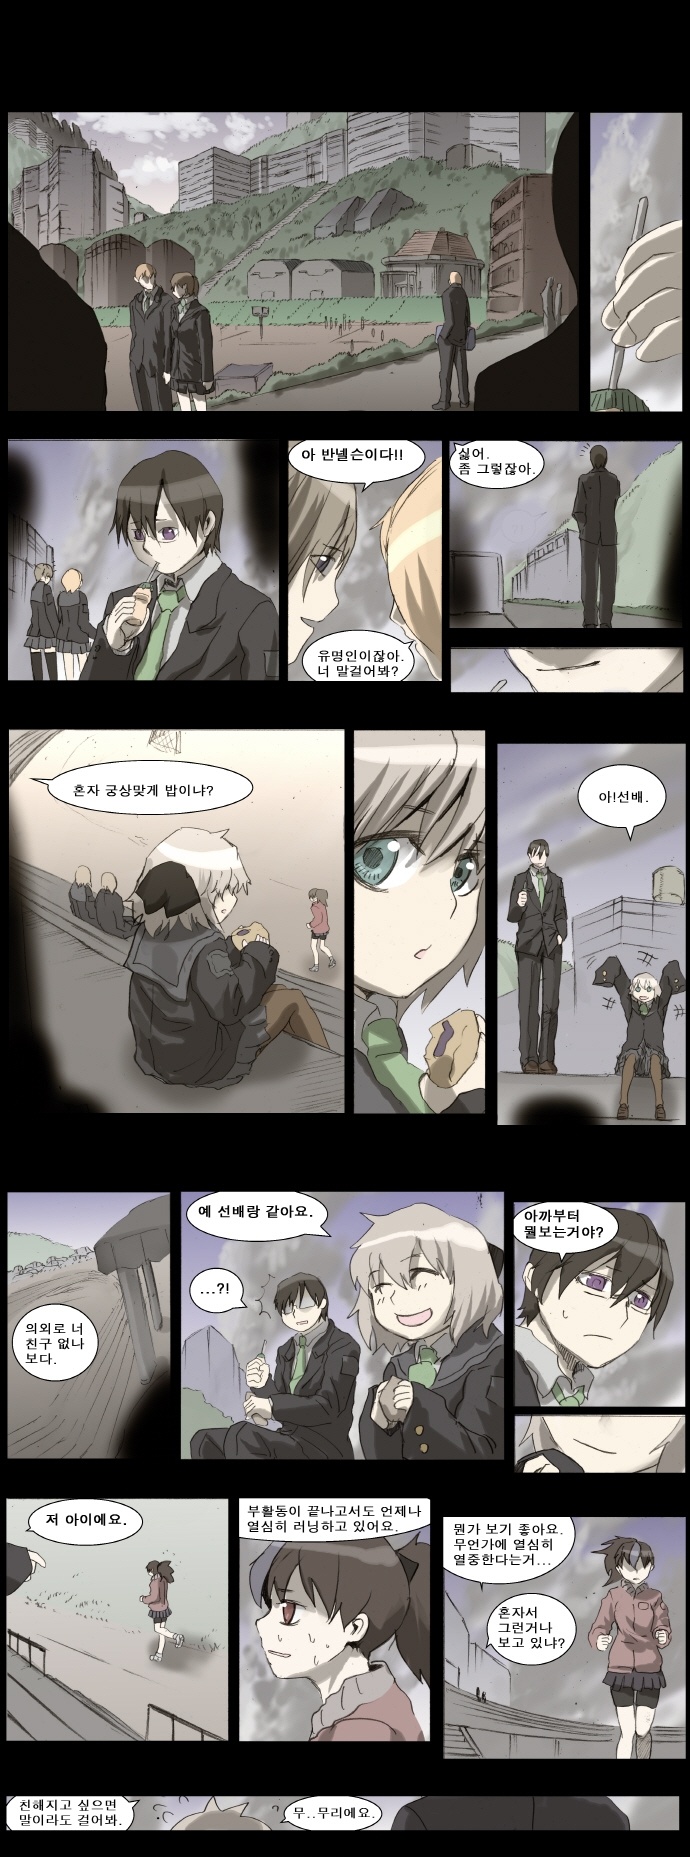 아 반넬슨이다!!
유명인이잖아.
너 말걸어봐?
싫어.
좀 그렇잖아.
혼자 궁상맞게 밥이냐?
아!선배.
의외로 너
친구 없나
보다.
예 선배랑 같아요.
...?!
아까부터
뭘보는거야?
저 아이에요.
부활동이 끝나고서도 언제나
열심히 러닝하고 있어요.
뭔가 보기 좋아요.
무언가에 열심히
열중한다는거...
혼자서
그런거나
보고 있냐?
친해지고 싶으면
말이라도 걸어봐.
무..무리에요.